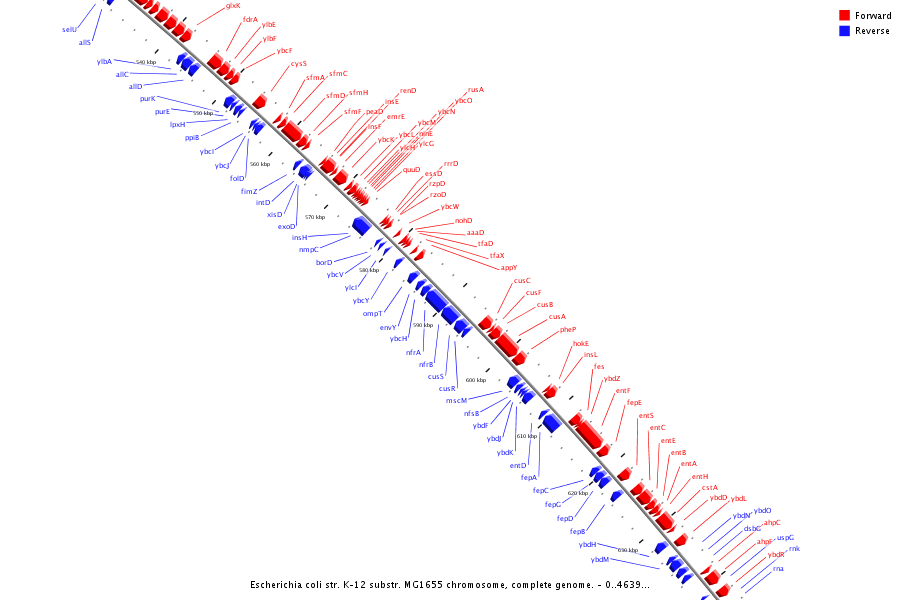 Forward
Reverse
glxK
fdrA
ylbE
ylbF
ybcF
cysS
sfmA
sfmC
sfmD
sfmH
sfmF
peaD
insE
renD
emrE
insF
ybcK
ybcL
ybcM
ybcN
ybcO
rusA
ninE
ylcG
ylcH
quuD
rrrD
essD
rzpD
rzoD
ybcW
nohD
aaaD
tfaD
tfaX
appY
cusC
cusF
cusB
cusA
pheP
hokE
insL
fes
ybdZ
entF
fepE
entS
entC
entE
entB
entA
entH
cstA
ybdD
ybdL
ybdN
ybdO
dsbG
ahpC
ahpF
uspG
rnk
ybdR
rna
selU
allS
540 kbp
ylbA
allC
allD
purK
purE
550 kbp
lpxH
ppiB
ybcI
ybcJ
560 kbp
folD
fimZ
intD
xisD
570 kbp
exoD
insH
nmpC
borD
ybcV
580 kbp
ylcI
ybcY
ompT
envY
590 kbp
ybcH
nfrA
nfrB
cusS
cusR
600 kbp
mscM
nfsB
ybdF
ybdJ
610 kbp
ybdK
entD
fepA
fepC
620 kbp
fepG
fepD
fepB
ybdH
630 kbp
ybdM
Escherichia coli str. K-12 substr. MG1655 chromosome, complete genome. - 0..4639...